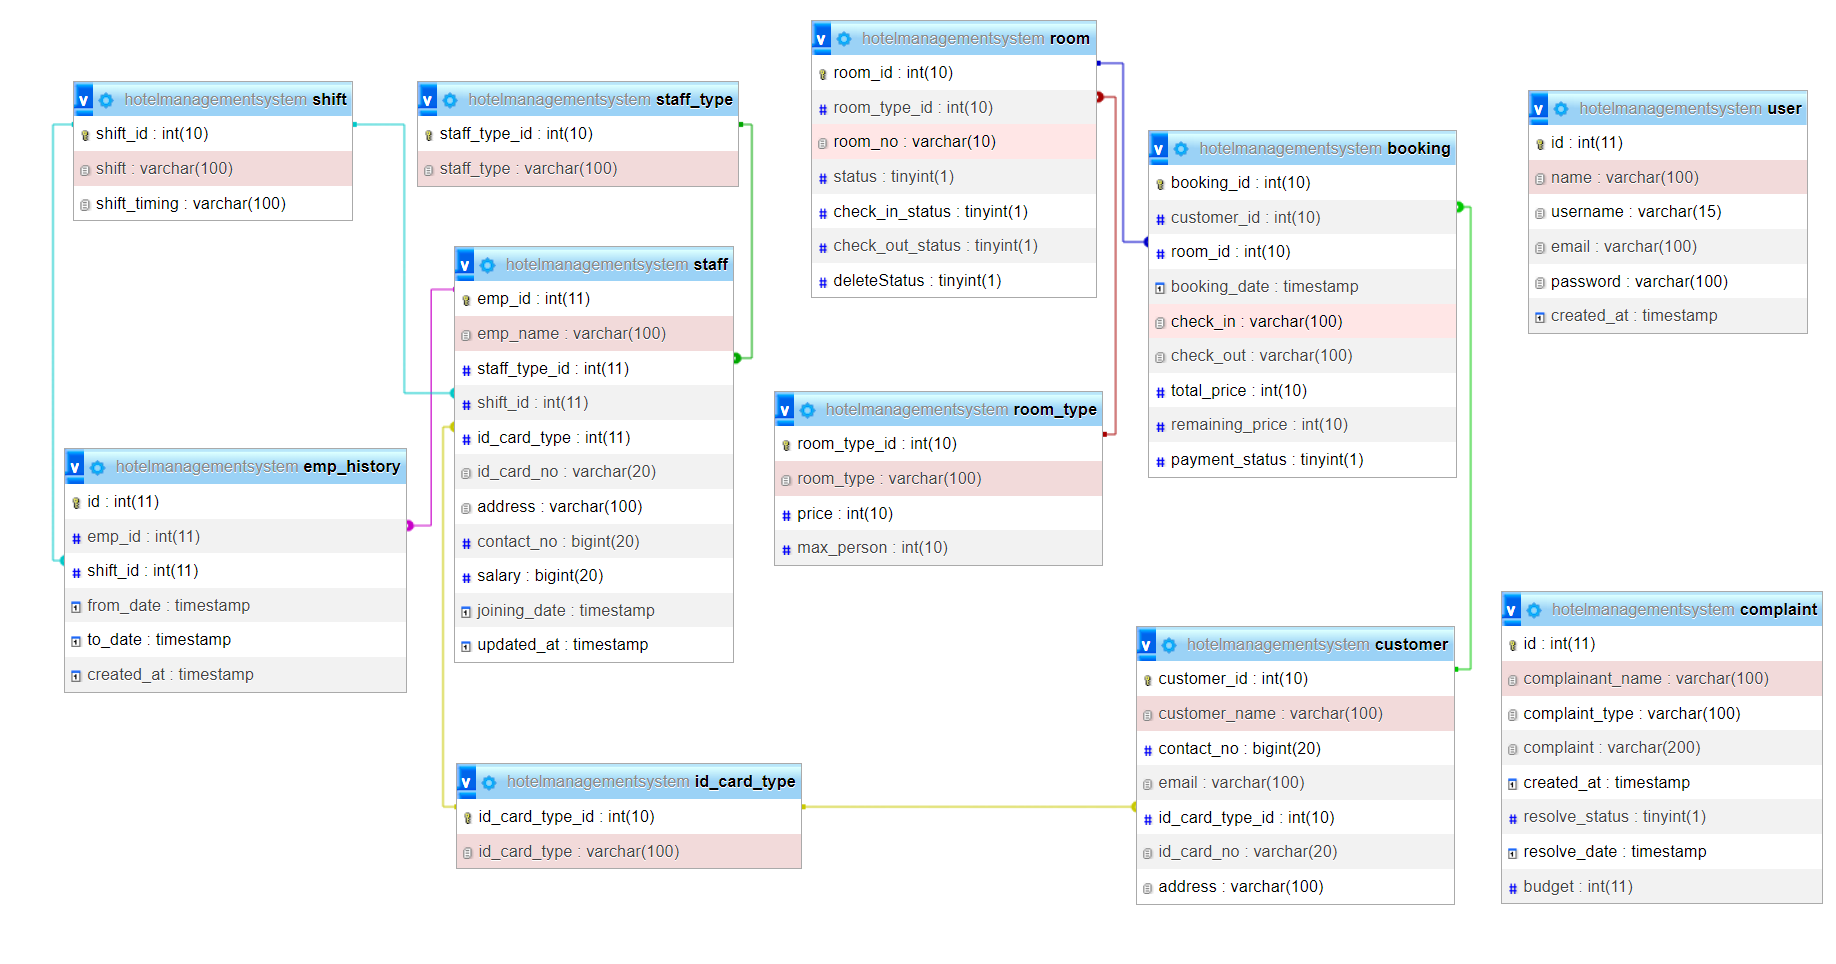 v hotelmanagementsystem shift
shift_id : int(10)
shift : varchar(100)
shift_timing : varchar(100)
v hotelmanagementsystem staff_type
staff_type_id : int(10)
staff_type : varchar(100)
v hotelmanagementsystem room
room_id : int(10)
# room_type_id : int(10)
room_no : varchar(10)
# status : tinyint(1)
# check_in_status : tinyint(1)
# check_out_status : tinyint(1)
# deleteStatus : tinyint(1)
v hotelmanagementsystem booking
booking_id : int(10)
# customer_id : int(10)
# room_id : int(10)
booking_date : timestamp
check_in : varchar(100)
check_out : varchar(100)
# total_price : int(10)
# remaining_price : int(10)
# payment_status : tinyint(1)
v hotelmanagementsystem user
id : int(11)
name : varchar(100)
username : varchar(15)
email : varchar(100)
password : varchar(100)
created_at : timestamp
v hotelmanagementsystem staff
emp_id : int(11)
emp_name : varchar(100)
# staff_type_id : int(11)
# shift_id : int(11)
# id_card_type : int(11)
id_card_no : varchar(20)
address : varchar(100)
# contact_no : bigint(20)
# salary : bigint(20)
joining_date : timestamp
updated_at : timestamp
v hotelmanagementsystem emp_history
id : int(11)
# emp_id : int(11)
# shift_id : int(11)
from_date : timestamp
to_date : timestamp
created_at : timestamp
v hotelmanagementsystem room_type
room_type_id : int(10)
room_type : varchar(100)
# price : int(10)
# max_person : int(10)
v hotelmanagementsystem id_card_type
id_card_type_id : int(10)
id_card_type : varchar(100)
v hotelmanagementsystem customer
customer_id : int(10)
customer_name : varchar(100)
# contact_no : bigint(20)
email : varchar(100)
# id_card_type_id : int(10)
id_card_no : varchar(20)
address : varchar(100)
v hotelmanagementsystem complaint
id : int(11)
complainant_name : varchar(100)
complaint_type : varchar(100)
complaint : varchar(200)
created_at : timestamp
# resolve_status : tinyint(1)
resolve_date : timestamp
# budget : int(11)